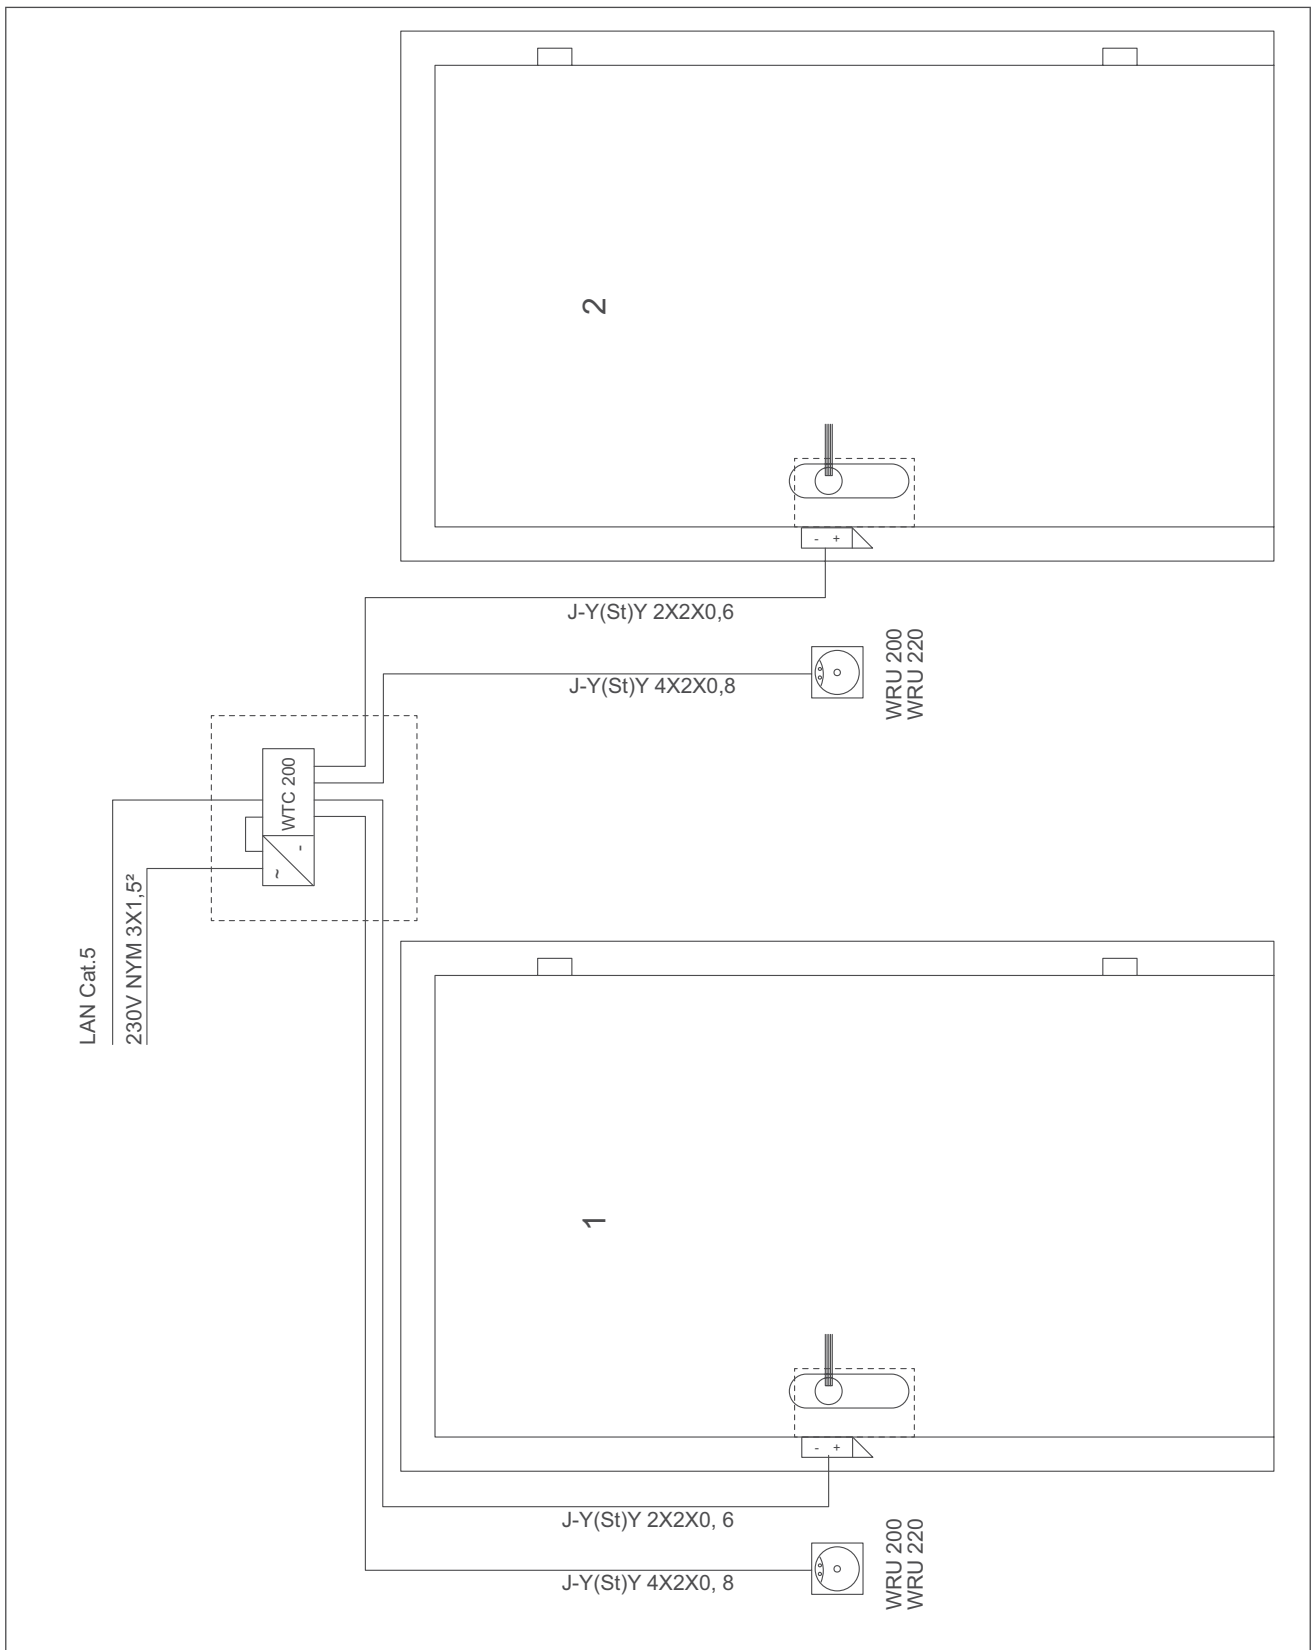 2
- +
J-Y(St)Y 2X2X0,6
WRU 200
WRU 220
J-Y(St)Y 4X2X0,8
WTC 200
~ -
LAN Cat.5
230V NYM 3X1,5²
1
- +
J-Y(St)Y 2X2X0, 6
WRU 200
WRU 220
J-Y(St)Y 4X2X0, 8